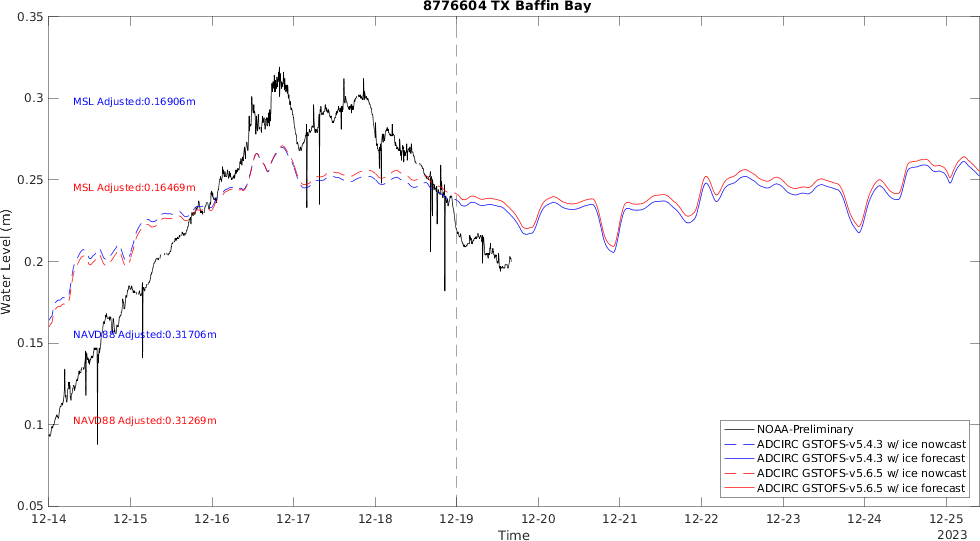 8776604 TX Baffin Bay
0.35
0.3
0.25
0.2
0.15
0.1
0.05
Water Level (m)
MSL Adjusted:0.16906m
MSL Adjusted:0.16469m
NAVD88 Adjusted:0.31706m
NAVD88 Adjusted:0.31269m
NOAA-Preliminary
ADCIRC GSTOFS-v5.4.3 w/ ice nowcast
ADCIRC GSTOFS-v5.4.3 w/ ice forecast
ADCIRC GSTOFS-v5.6.5 w/ ice nowcast
ADCIRC GSTOFS-v5.6.5 w/ ice forecast
12-14 12-15 12-16 12-17 12-18 12-19 12-20 12-21 12-22 12-23 12-24 12-25
Time
2023